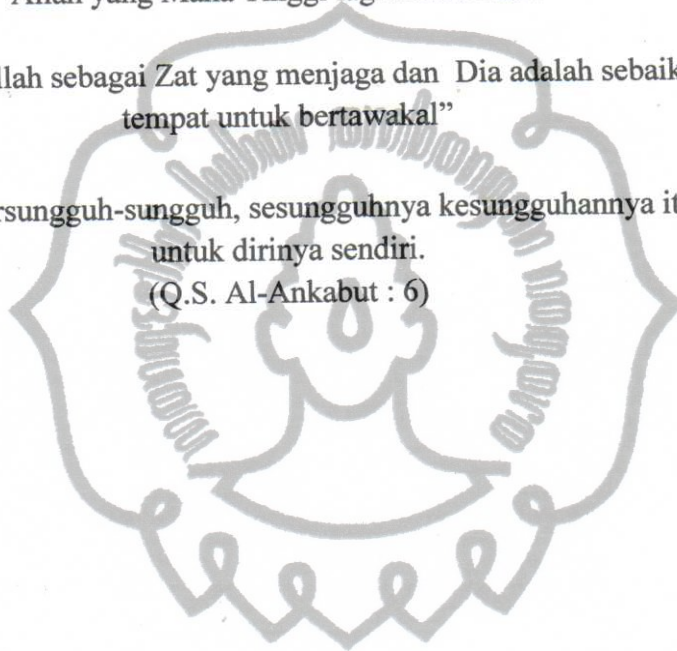 Allah yang Maha Tinggi
llah sebagai Zat yang menjaga dan Dia adalah sebaik
tempat untuk bertawakal”
rsungguh-sungguh, sesungguhnya kesungguhannya it
untuk dirinya sendiri.
(Q.S. Al-Ankabut : 6)